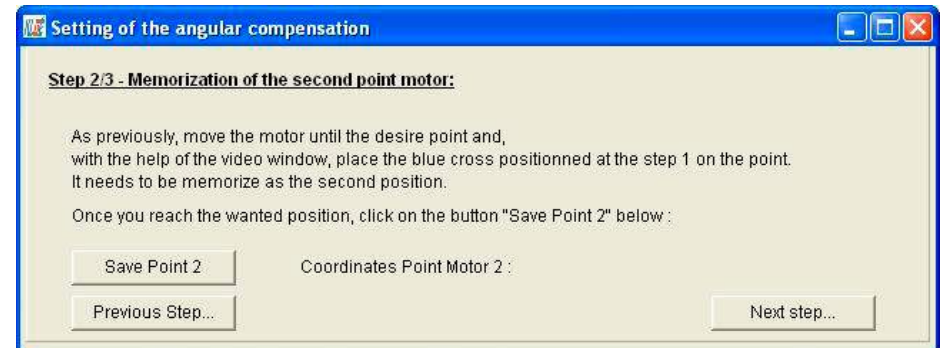 Setting of the angular compensation
Step 2/3 - Memorization of the second point motor:
As previously, move the motor until the desire point and,
with the help of the video window, place the blue cross positionned at the step 1 on the point.
It needs to be memorize as the second position.
Once you reach the wanted position, click on the button "Save Point 2" below :
Save Point 2 Coordinates Point Motor 2 :
Previous Step... Next step...